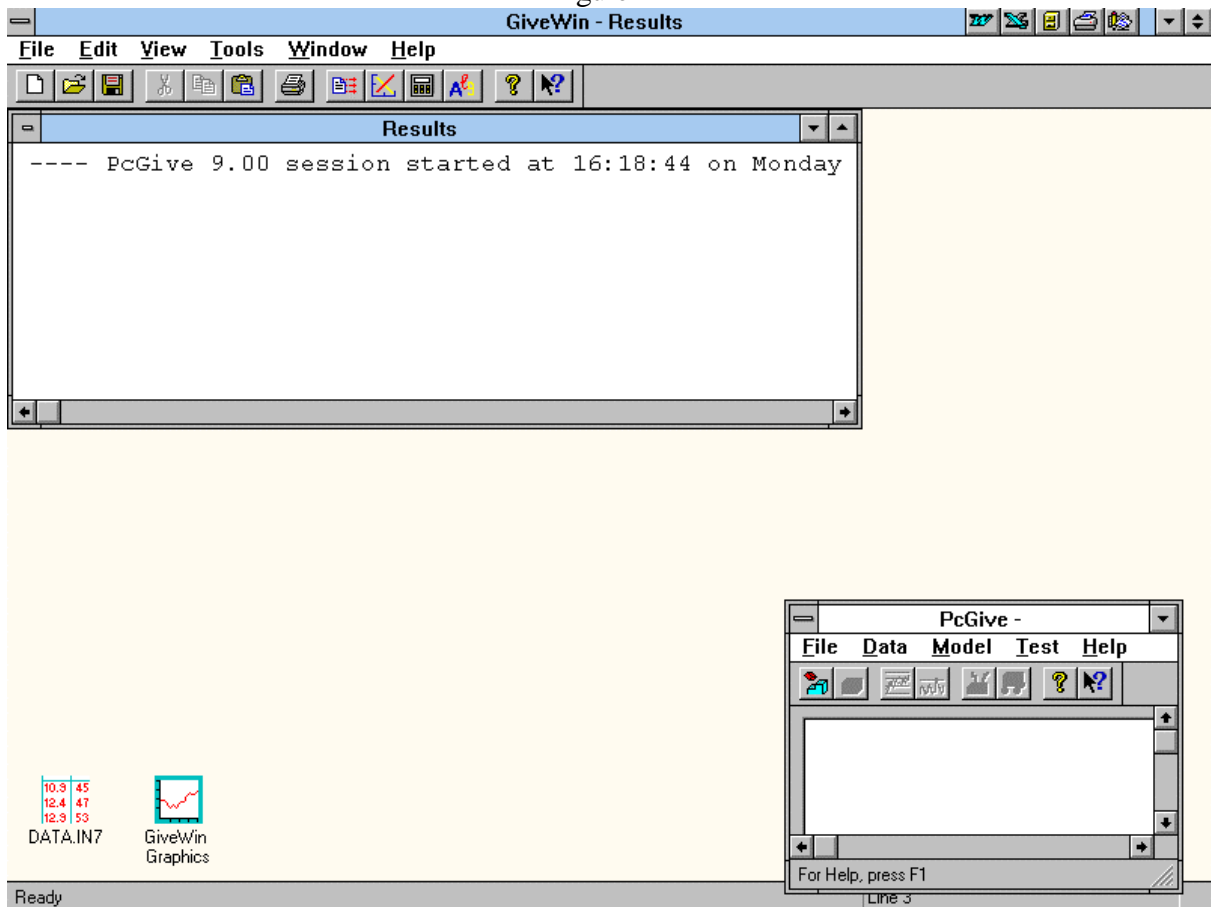 GiveWin - Results
File Edit View Tools Window Help
Results
---- PcGive 9.00 session started at 16:18:44 on Monday
PcGive -
File Data Model Test Help
10.9 45
12.4 47
12.9 53
DATA.IN7
GiveWin
Graphics
For Help, press F1
Ready
Line 3